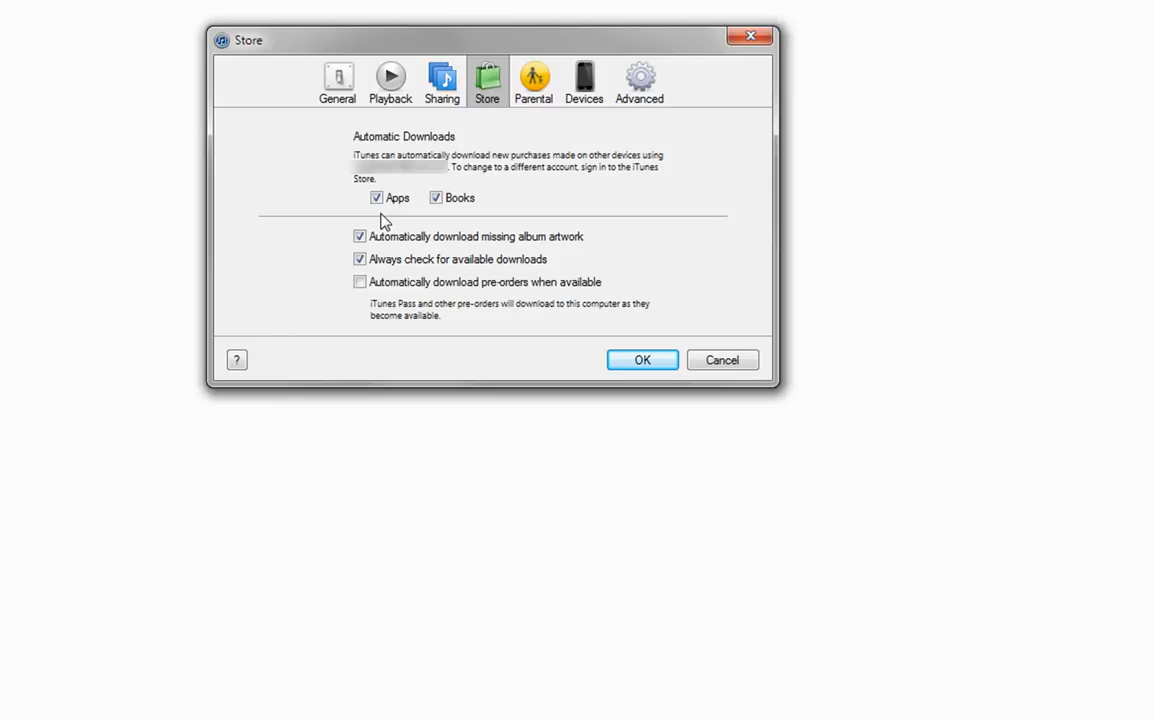 Store
General Playback Sharing Store Parental Devices Advanced
Automatic Downloads
iTunes can automatically download new purchases made on other devices using
. To change to a different account, sign in to the iTunes
Store.
Apps Books
Automatically download missing album artwork
Always check for available downloads
Automatically download pre-orders when available
iTunes Pass and other pre-orders will download to this computer as they
become available.
? OK Cancel